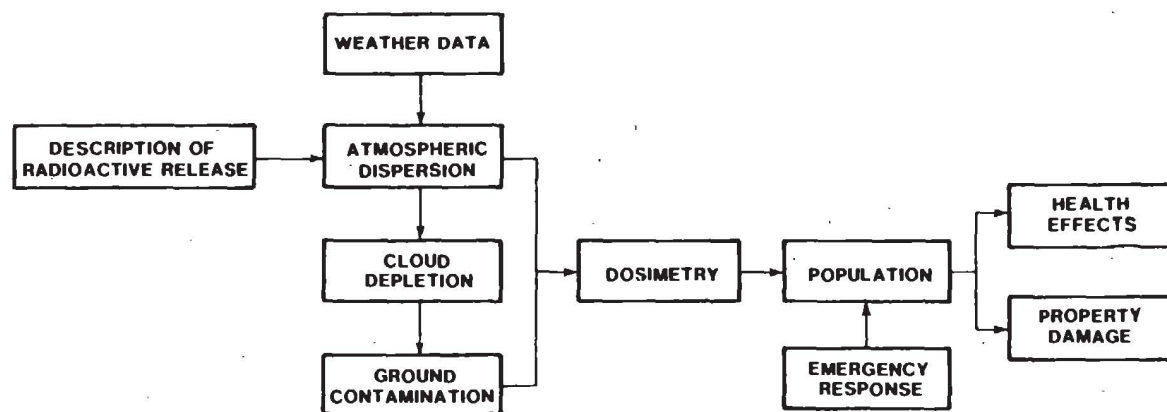 WEATHER DATA
DESCRIPTION OF
RADIOACTIVE RELEASE
ATMOSPHERIC
DISPERSION
CLOUD
DEPLETION
GROUND
CONTAMINATION
DOSIMETRY
POPULATION
EMERGENCY
RESPONSE
HEALTH
EFFECTS
PROPERTY
DAMAGE